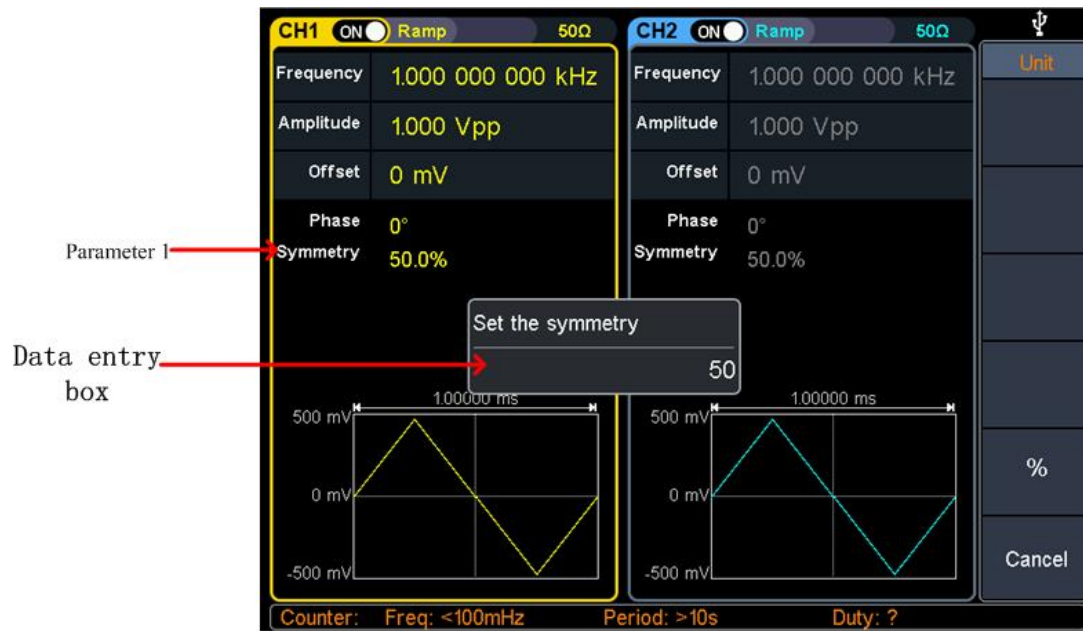 CH1 ON Ramp 50Ω CH2 ON Ramp 50Ω
Unit
Frequency 1.000 000 000 kHz Frequency 1.000 000 000 kHz
Amplitude 1.000 Vpp Amplitude 1.000 Vpp
Offset 0 mV Offset 0 mV
Phase 0° Phase 0°
Parameter 1 Symmetry 50.0% Symmetry 50.0%
Set the symmetry
Data entry
box
50
1.00000 ms 1.00000 ms
500 mV 500 mV
%
0 mV 0 mV
Cancel
-500 mV -500 mV
Counter: Freq: <100mHz Period: >10s Duty: ?